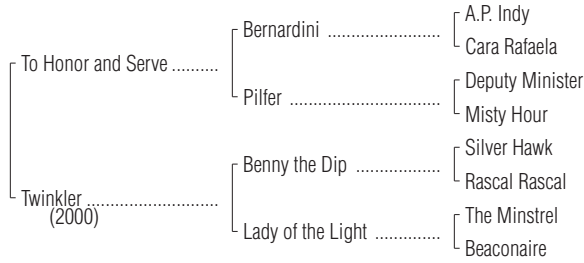 A.P. Indy
Bernardini ....................
Cara Rafaela
To Honor and Serve ..........
Deputy Minister
Pilfer ...........................
Misty Hour
Silver Hawk
Benny the Dip ...............
Rascal Rascal
Twinkler ..........................
(2000)
The Minstrel
Lady of the Light ............
Beaconaire